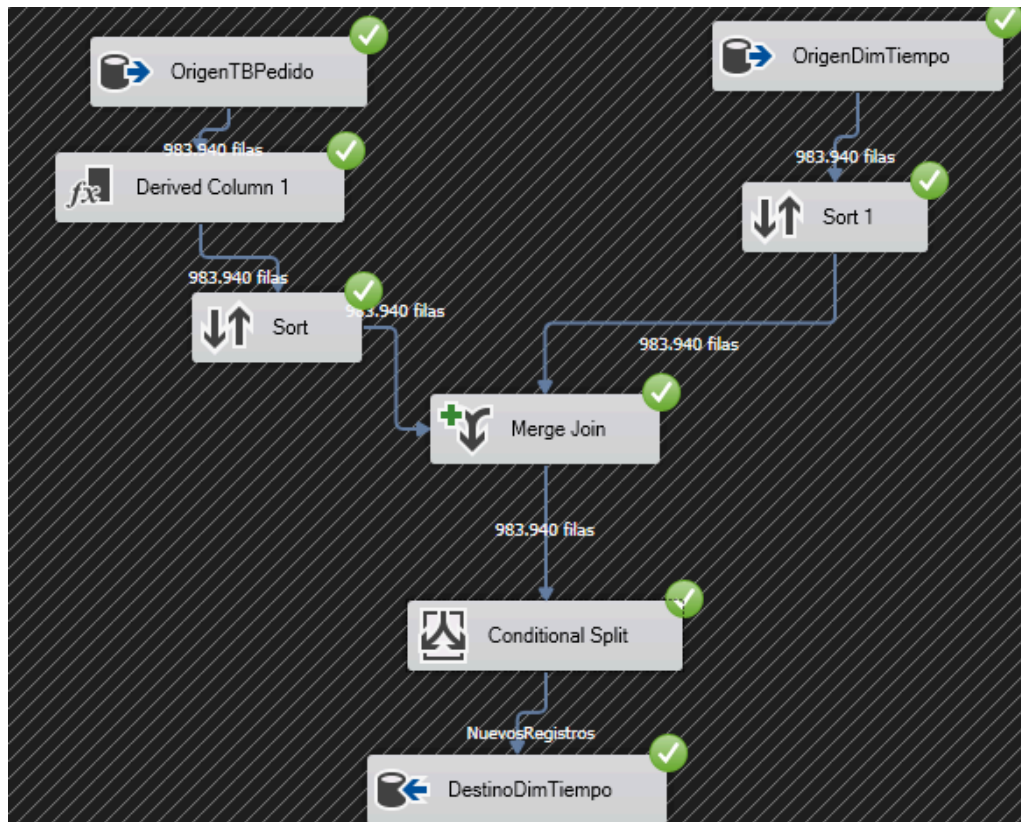 OrigenTBPedido
OrigenDimTiempo
983.940 filas
983.940 filas
Derived Column 1
Sort 1
983.940 filas
983.940 filas
Sort
983.940 filas
Merge Join
983.940 filas
Conditional Split
NuevosRegistros
DestinoDimTiempo